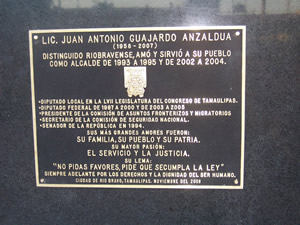 LIC. JUAN ANTONIO GUAJARDO ANZALDUA
(1958 - 2007)
DISTINGUIDO RIOBRAVENSE, AMÓ Y SIRVIÓ A SU PUEBLO
COMO ALCALDE DE 1993 A 1995 Y DE 2002 A 2004.
•DIPUTADO LOCAL EN LA LVII LEGISLATURA DEL CONGRESO DE TAMAULIPAS.
•DIPUTADO FEDERAL DE 1997 A 2000 Y SE 2003 A 2005
•PRESIDENTE DE LA COMISIÓN DE ASUNTOS FRONTERIZOS Y MIGRATORIOS
•SECRETARIO DE LA COMISIÓN DE SEGURIDAD NACIONAL.
•SENADOR DE LA REPÚBLICA EN 1994.
SUS MÁS GRANDES AMORES FUERON:
SU FAMILIA, SU PUEBLO Y SU PATRIA.
SU MAYOR PASIÓN:
EL SERVICIO Y LA JUSTICIA.
SU LEMA:
"NO PIDAS FAVORES, PIDE QUE SECUMPLA LA LEY"
SIEMPRE ADELANTE POR LOS DERECHOS Y LA DIGNIDAD DEL SER HUMANO.
CIUDAD DE RIO BRAVO, TAMAULIPAS. NOVIEMBRE DEL 2008